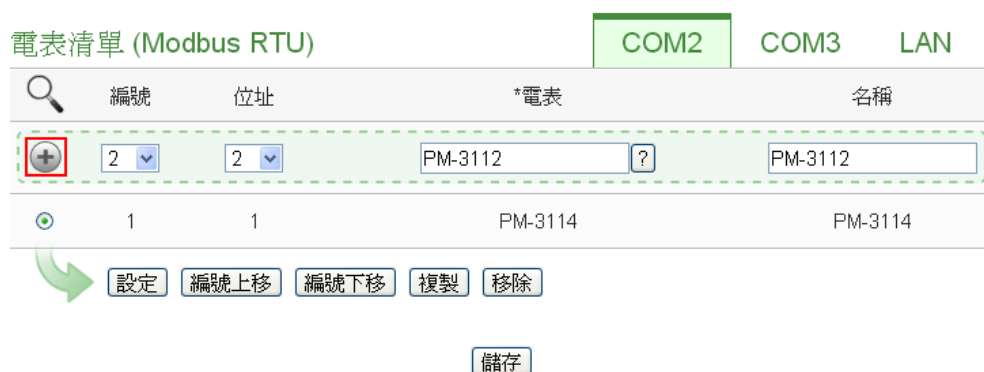 電表清單 (Modbus RTU) COM2 COM3 LAN
編號 位址 *電表 名稱
2 2 PM-3112 ? PM-3112
1 1 PM-3114 PM-3114
設定 編號上移 編號下移 複製 移除
儲存